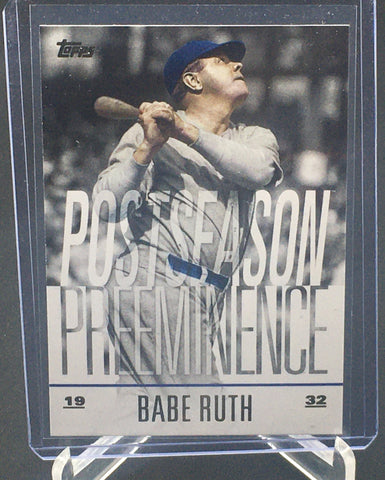 Topps
POSTSEASON
PREEMINENCE
19 BABE RUTH 32